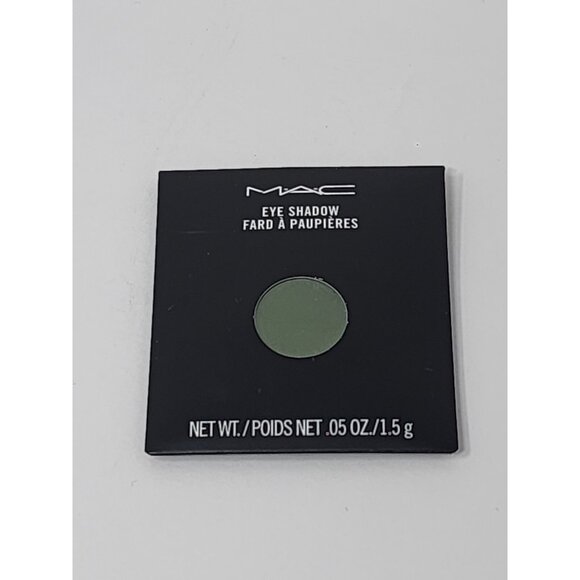 MAC
EYE SHADOW
FARD À PAUPIÈRES
NET WT./POIDS NET .05 OZ./1.5 g